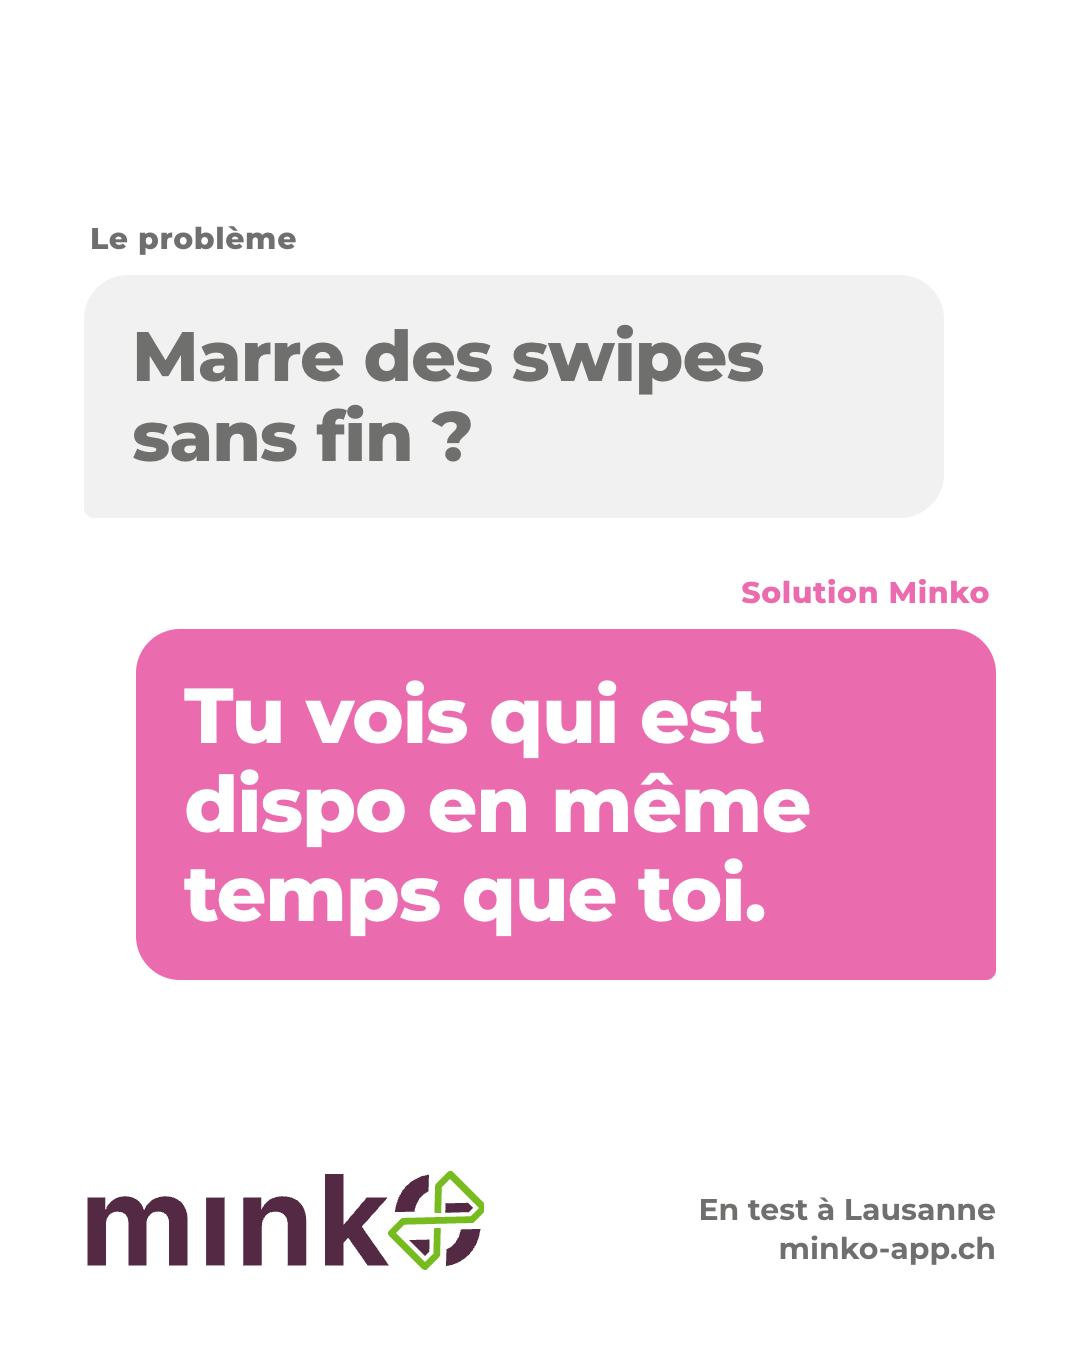 Le problème
Marre des swipes
sans fin ?
Solution Minko
Tu vois qui est
dispo en même
temps que toi.
minko
En test à Lausanne
minko-app.ch